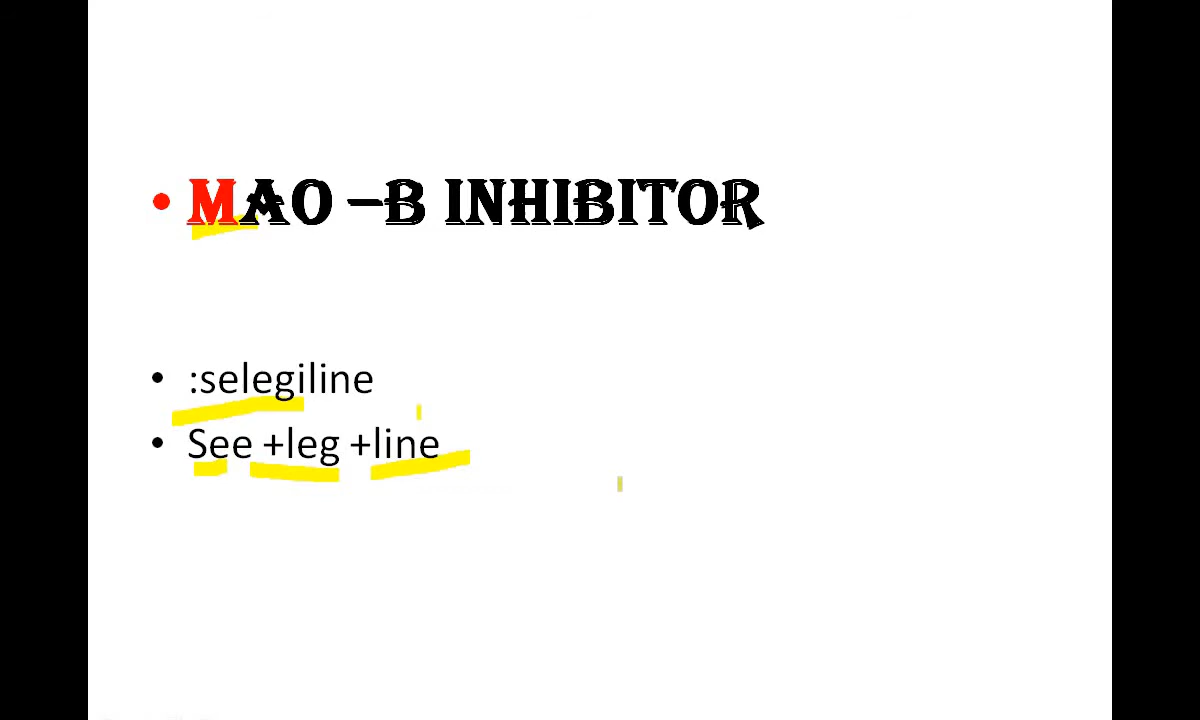 • MAO –B INHIBITOR
• :selegiline
• See +leg +line